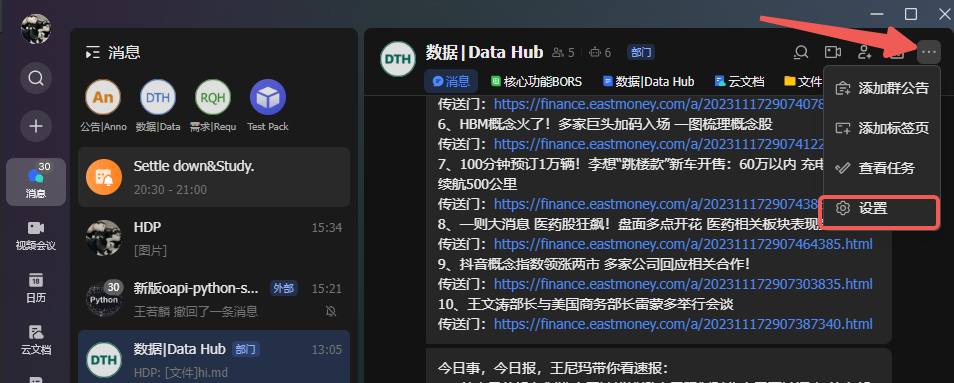 消息
An
DTH
RQH
公告|Anno
数据|Data
需求|Requ
Test Pack
Settle down&Study.
20:30 - 21:00
30
消息
视频会议
18
日历
云文档
HDP
15:34
[图片]
30
Python
新版oapi-python-s...
外部
15:21
王若麟 撤回了一条消息
DTH
数据|Data Hub
部门
13:05
HDP: [文件]hi.md
DTH
数据|Data Hub
5
6
部门
消息
核心功能BORS
数据|Data Hub
云文档
文件
添加群公告
添加标签页
查看任务
设置
传送门：https://finance.eastmoney.com/a/2023111729074078
6、HBM概念火了！多家巨头加码入场 一图梳理概念股
传送门：https://finance.eastmoney.com/a/2023111729074122
7、100分钟预订1万辆！李想“跳楼款”新车开售：60万以内 充电
续航500公里
传送门：https://finance.eastmoney.com/a/202311172907438
8、一则大消息 医药股狂飙！盘面多点开花 医药相关板块表现
传送门：https://finance.eastmoney.com/a/202311172907464385.html
9、抖音概念指数领涨两市 多家公司回应相关合作！
传送门：https://finance.eastmoney.com/a/202311172907303835.html
10、王文涛部长与美国商务部长雷蒙多举行会谈
传送门：https://finance.eastmoney.com/a/202311172907387340.html
今日事，今日报，王尼玛带你看速报：